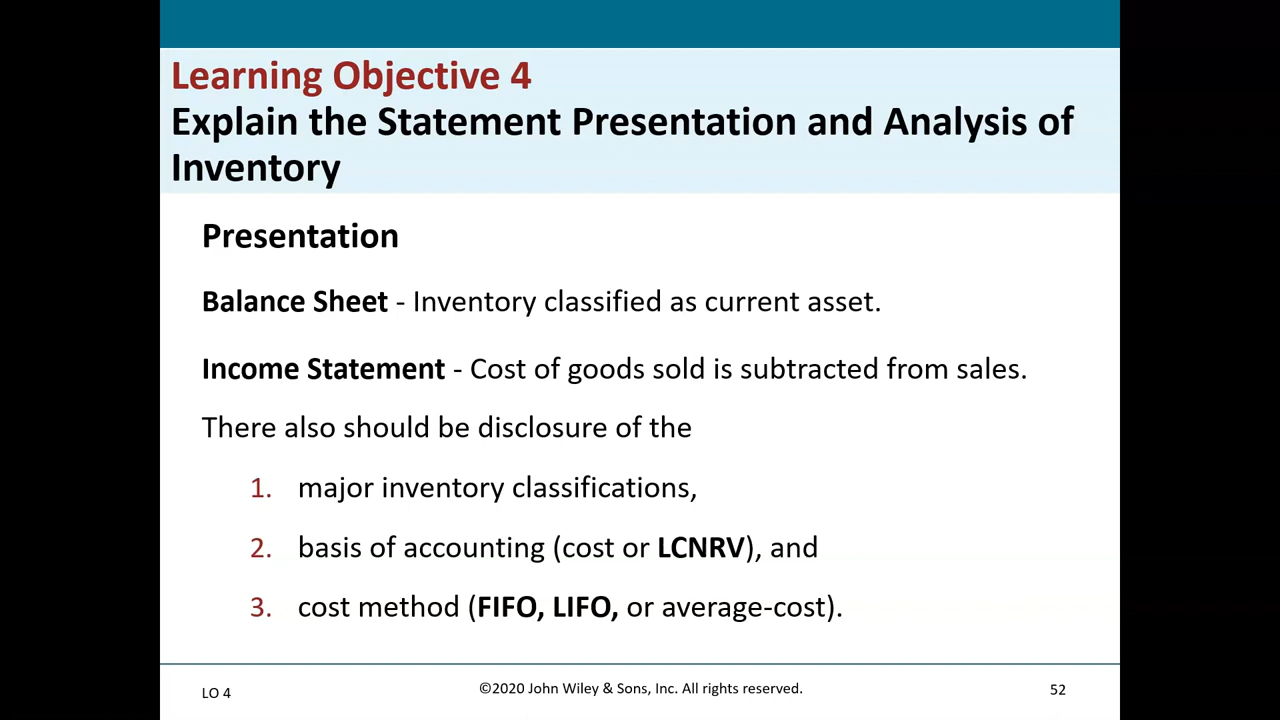 Learning Objective 4
Explain the Statement Presentation and Analysis of
Inventory
Presentation
Balance Sheet - Inventory classified as current asset.
Income Statement - Cost of goods sold is subtracted from sales.
There also should be disclosure of the
1. major inventory classifications,
2. basis of accounting (cost or LCNRV), and
3. cost method (FIFO, LIFO, or average-cost).
LO 4
©2020 John Wiley & Sons, Inc. All rights reserved.
52